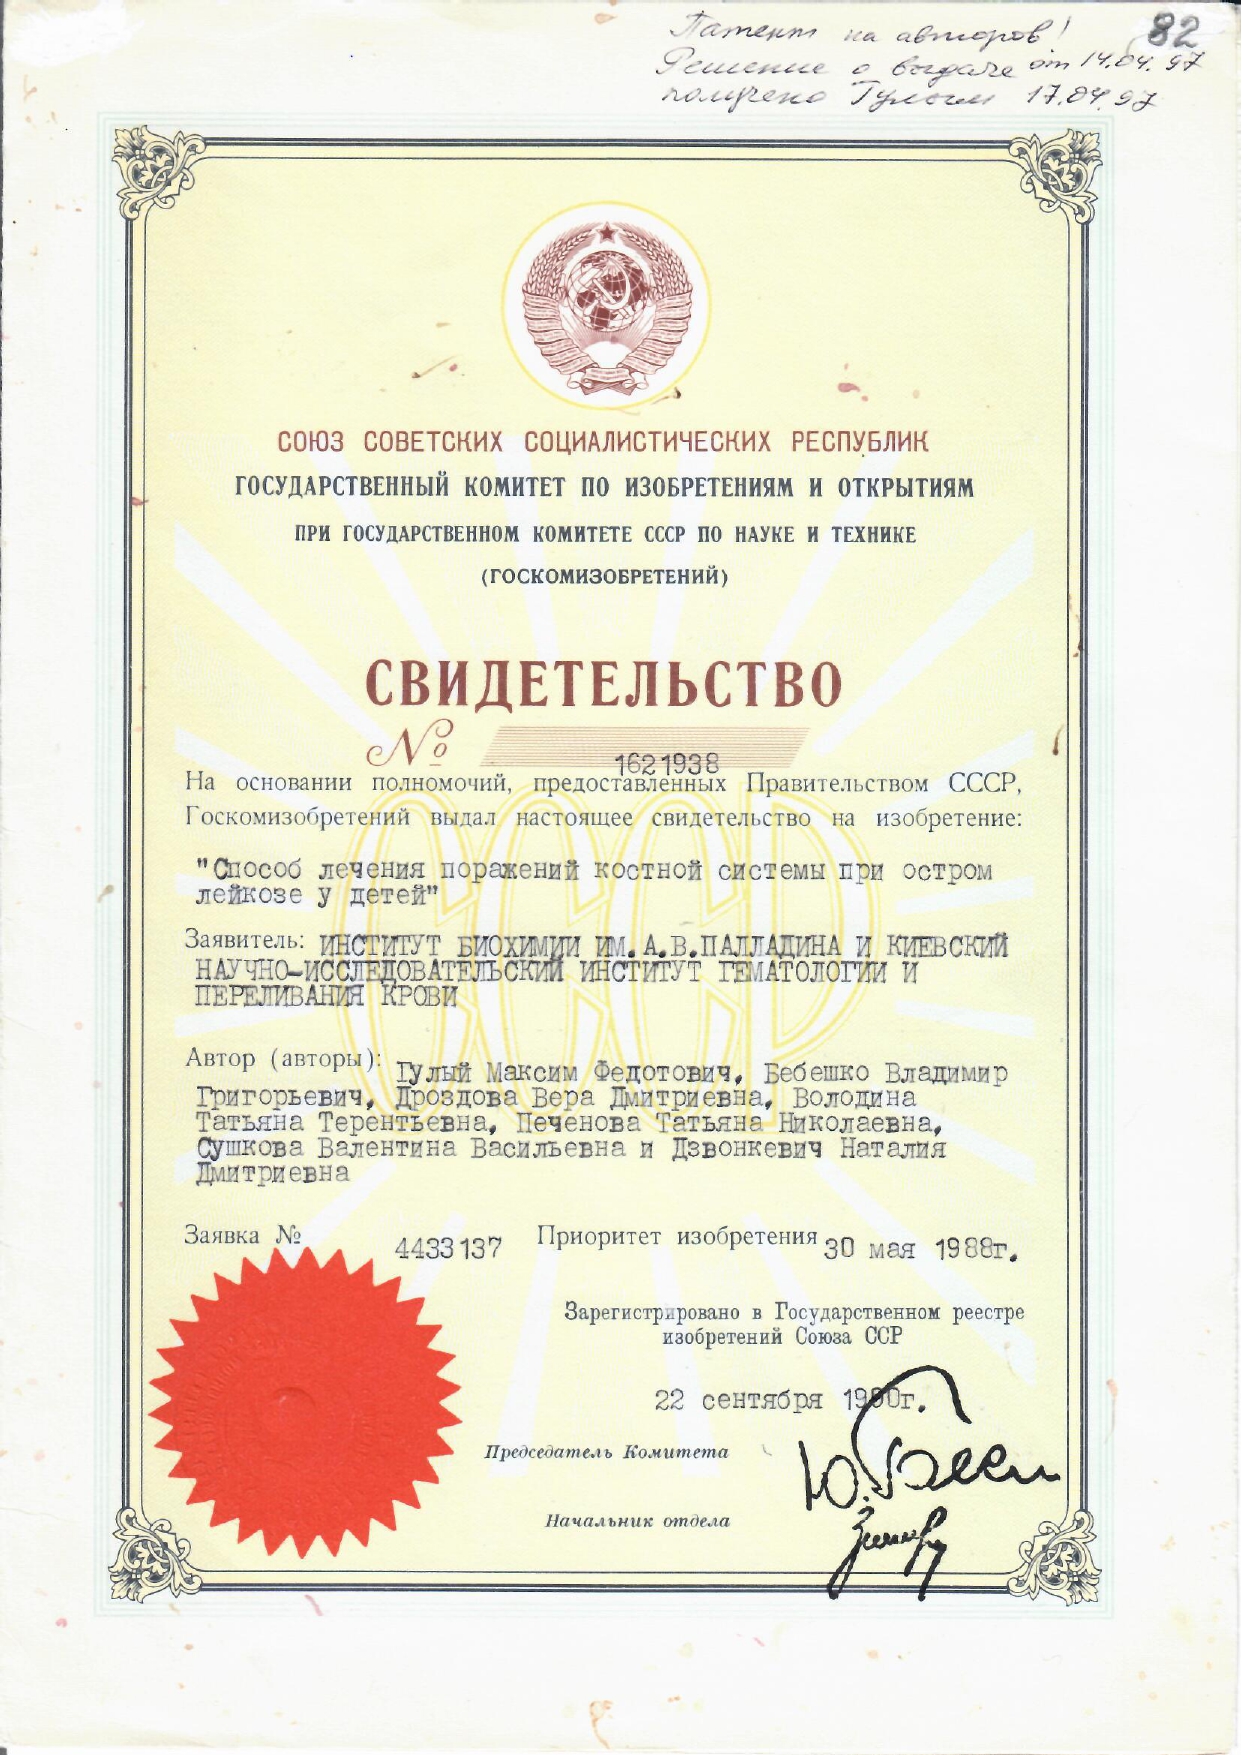 82
Патент на авторов!
Решение о выдаче от 14.04.97
получено Гулым 17.04.97
СОЮЗ СОВЕТСКИХ СОЦИАЛИСТИЧЕСКИХ РЕСПУБЛИК
ГОСУДАРСТВЕННЫЙ КОМИТЕТ ПО ИЗОБРЕТЕНИЯМ И ОТКРЫТИЯМ
ПРИ ГОСУДАРСТВЕННОМ КОМИТЕТЕ СССР ПО НАУКЕ И ТЕХНИКЕ
(ГОСКОМИЗОБРЕТЕНИЙ)
СВИДЕТЕЛЬСТВО
№ 1621938
На основании полномочий, предоставленных Правительством СССР,
Госкомизобретений выдал настоящее свидетельство на изобретение:
"Способ лечения поражений костной системы при остром
лейкозе у детей"
Заявитель: ИНСТИТУТ БИОХИМИИ ИМ.А.В.ПАЛЛАДИНА И КИЕВСКИЙ
НАУЧНО-ИССЛЕДОВАТЕЛЬСКИЙ ИНСТИТУТ ГЕМАТОЛОГИИ И
ПЕРЕЛИВАНИЯ КРОВИ
СССР
Автор (авторы): Гулый Максим Федотович, Бебешко Владимир
Григорьевич, Дроздова Вера Дмитриевна, Володина
Татьяна Терентьевна, Печенова Татьяна Николаевна,
Сушкова Валентина Васильевна и Дзвонкевич Наталия
Дмитриевна
Заявка № 4433137 Приоритет изобретения 30 мая 1988г.
Зарегистрировано в Государственном реестре
изобретений Союза ССР
22 сентября 1990г.
Председатель Комитета
Начальник отдела